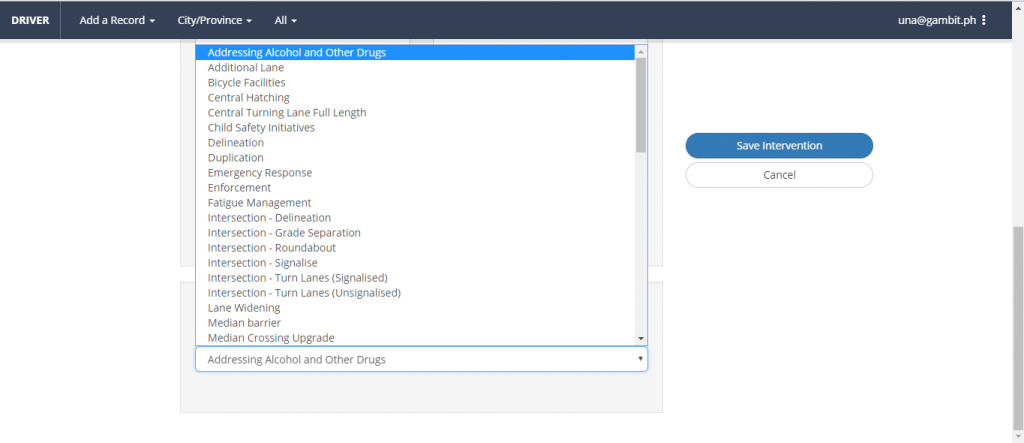 DRIVER Add a Record City/Province All una@gambit.ph
Addressing Alcohol and Other Drugs
Additional Lane
Bicycle Facilities
Central Hatching
Central Turning Lane Full Length
Child Safety Initiatives
Delineation
Duplication
Emergency Response
Enforcement
Fatigue Management
Intersection - Delineation
Intersection - Grade Separation
Intersection - Roundabout
Intersection - Signalise
Intersection - Turn Lanes (Signalised)
Intersection - Turn Lanes (Unsignalised)
Lane Widening
Median barrier
Median Crossing Upgrade
Addressing Alcohol and Other Drugs
Save Intervention
Cancel